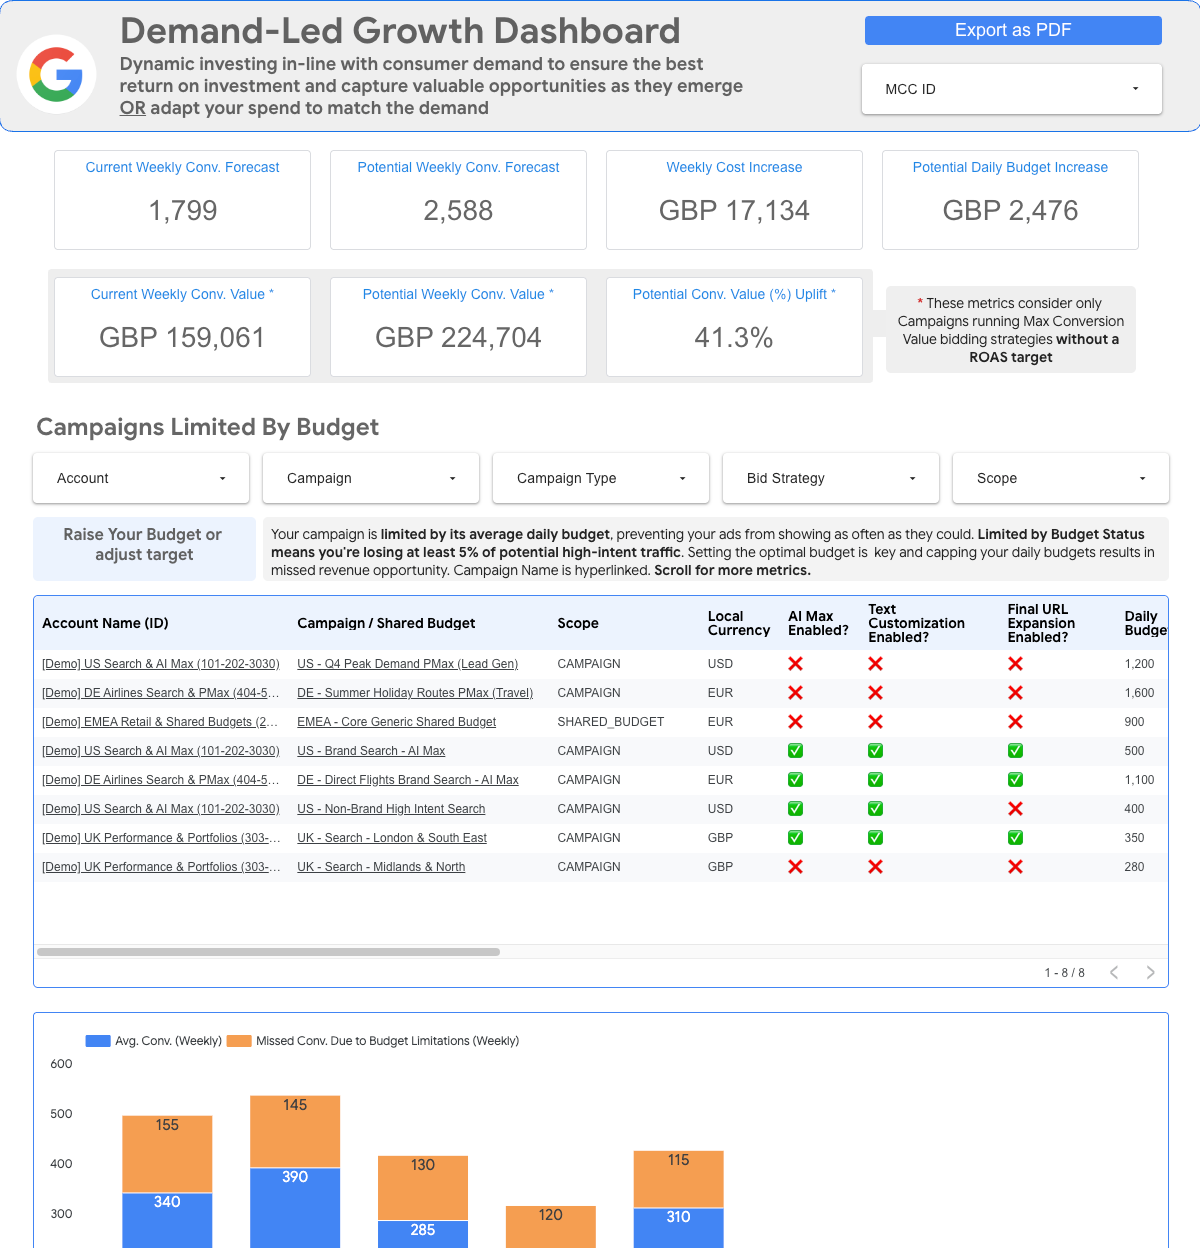 Demand-Led Growth Dashboard
Dynamic investing in-line with consumer demand to ensure the best
return on investment and capture valuable opportunities as they emerge
OR adapt your spend to match the demand
Export as PDF
MCC ID
Current Weekly Conv. Forecast
1,799
Potential Weekly Conv. Forecast
2,588
Weekly Cost Increase
GBP 17,134
Potential Daily Budget Increase
GBP 2,476
Current Weekly Conv. Value *
GBP 159,061
Potential Weekly Conv. Value *
GBP 224,704
Potential Conv. Value (%) Uplift *
41.3%
* These metrics consider only
Campaigns running Max Conversion
Value bidding strategies without a
ROAS target
Campaigns Limited By Budget
Account
Campaign
Campaign Type
Bid Strategy
Scope
Raise Your Budget or
adjust target
Your campaign is limited by its average daily budget, preventing your ads from showing as often as they could. Limited by Budget Status
means you're losing at least 5% of potential high-intent traffic. Setting the optimal budget is key and capping your daily budgets results in
missed revenue opportunity. Campaign Name is hyperlinked. Scroll for more metrics.
Account Name (ID)
Campaign / Shared Budget
Scope
Local
Currency
AI Max
Enabled?
Text
Customization
Enabled?
Final URL
Expansion
Enabled?
Daily
Budge
[Demo] US Search & AI Max (101-202-3030) US - Q4 Peak Demand PMax (Lead Gen) CAMPAIGN USD ❌ ❌ ❌ 1,200
[Demo] DE Airlines Search & PMax (404-5... DE - Summer Holiday Routes PMax (Travel) CAMPAIGN EUR ❌ ❌ ❌ 1,600
[Demo] EMEA Retail & Shared Budgets (2... EMEA - Core Generic Shared Budget SHARED_BUDGET EUR ❌ ❌ ❌ 900
[Demo] US Search & AI Max (101-202-3030) US - Brand Search - AI Max CAMPAIGN USD ✅ ✅ ✅ 500
[Demo] DE Airlines Search & PMax (404-5... DE - Direct Flights Brand Search - AI Max CAMPAIGN EUR ✅ ✅ ✅ 1,100
[Demo] US Search & AI Max (101-202-3030) US - Non-Brand High Intent Search CAMPAIGN USD ✅ ✅ ❌ 400
[Demo] UK Performance & Portfolios (303-... UK - Search - London & South East CAMPAIGN GBP ✅ ✅ ✅ 350
[Demo] UK Performance & Portfolios (303-... UK - Search - Midlands & North CAMPAIGN GBP ❌ ❌ ❌ 280
1 - 8 / 8
Avg. Conv. (Weekly)
Missed Conv. Due to Budget Limitations (Weekly)
600
500
400
300
155
340
145
390
130
285
120
115
310